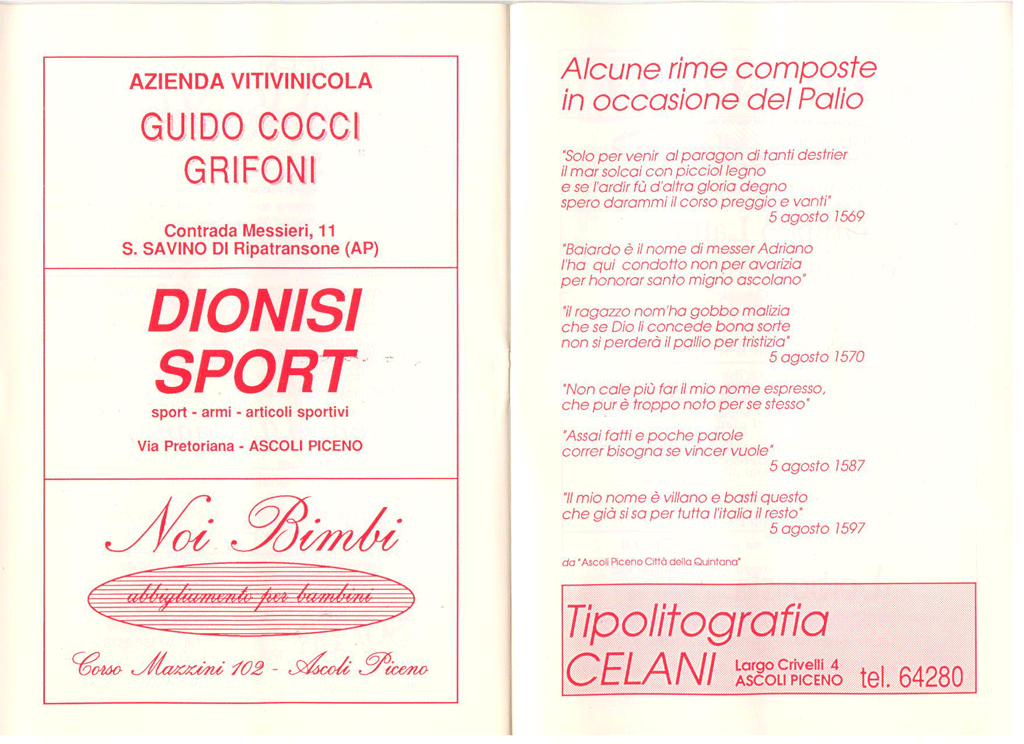 AZIENDA VITIVINICOLA
GUIDO COCCI
GRIFONI
Contrada Messieri, 11
S. SAVINO DI Ripatransone (AP)
DIONISI
SPORT
sport - armi - articoli sportivi
Via Pretoriana - ASCOLI PICENO
Noi Bimbi
abbigliamento per bambini
Corso Mazzini 102 - Ascoli Piceno
Alcune rime composte
in occasione del Palio
"Solo per venir al paragon di tanti destrier
il mar solcai con picciol legno
e se l'ardir fù d'altra gloria degno
spero darammi il corso preggio e vanti"
5 agosto 1569
"Baiardo è il nome di messer Adriano
l'ha qui condotto non per avarizia
per honorar santo migno ascolano"
"il ragazzo nom'ha gobbo malizia
che se Dio li concede bona sorte
non si perderà il pallio per tristizia"
5 agosto 1570
"Non cale più far il mio nome espresso,
che pur è troppo noto per se stesso"
"Assai fatti e poche parole
correr bisogna se vincer vuole"
5 agosto 1587
"Il mio nome è villano e basti questo
che già si sa per tutta l'italia il resto"
5 agosto 1597
da "Ascoli Piceno Città della Quintana"
Tipolitografia
CELANI Largo Crivelli 4
ASCOLI PICENO tel. 64280